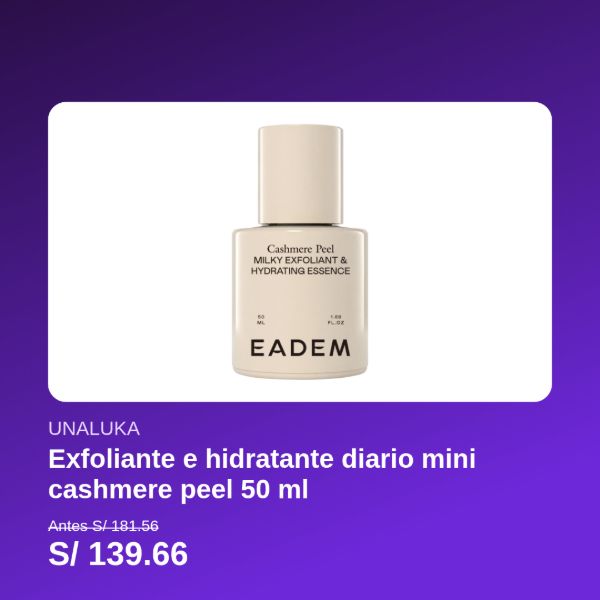 Cashmere Peel
MILKY EXFOLIANT &
HYDRATING ESSENCE
50 ML
1.69 FL.OZ
EADEM
UNALUKA
Exfoliante e hidratante diario mini
cashmere peel 50 ml
Antes S/ 181.56
S/ 139.66